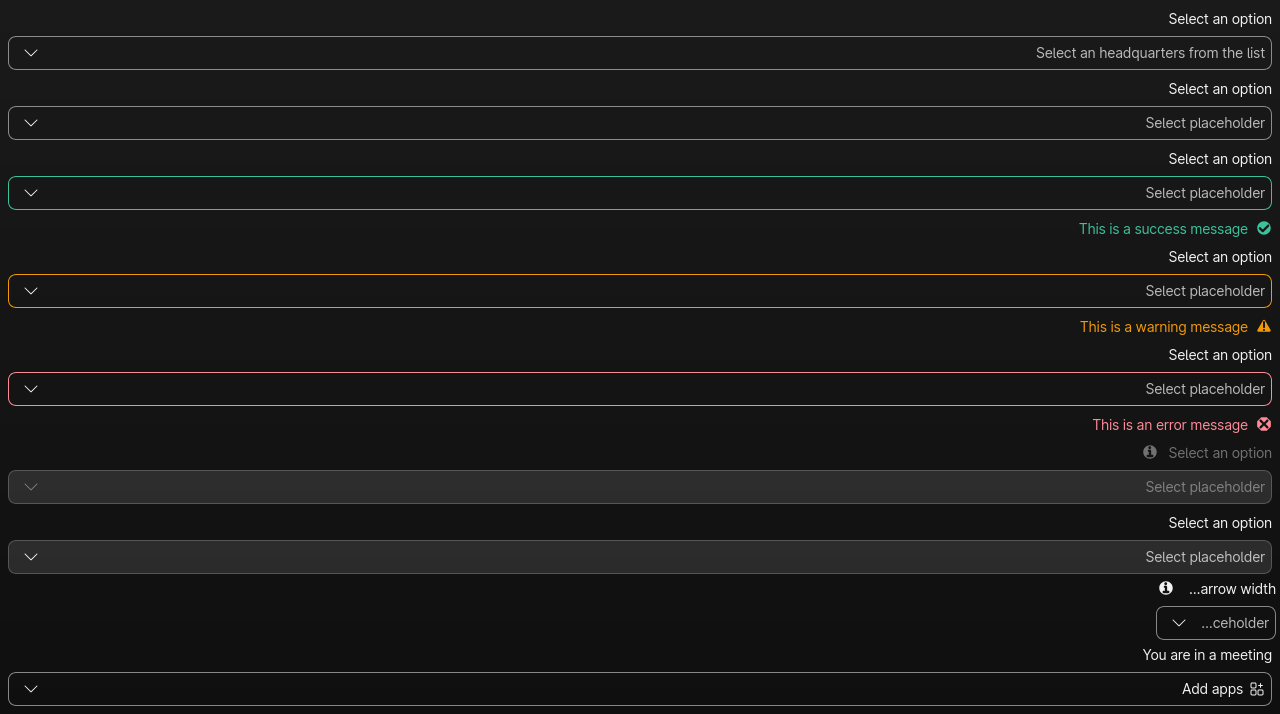 Select an option
Select an headquarters from the list
Select an option
Select placeholder
Select an option
Select placeholder
This is a success message
Select an option
Select placeholder
This is a warning message
Select an option
Select placeholder
This is an error message
Select an option
Select placeholder
Select an option
Select placeholder
...arrow width
...ceholder
You are in a meeting
Add apps